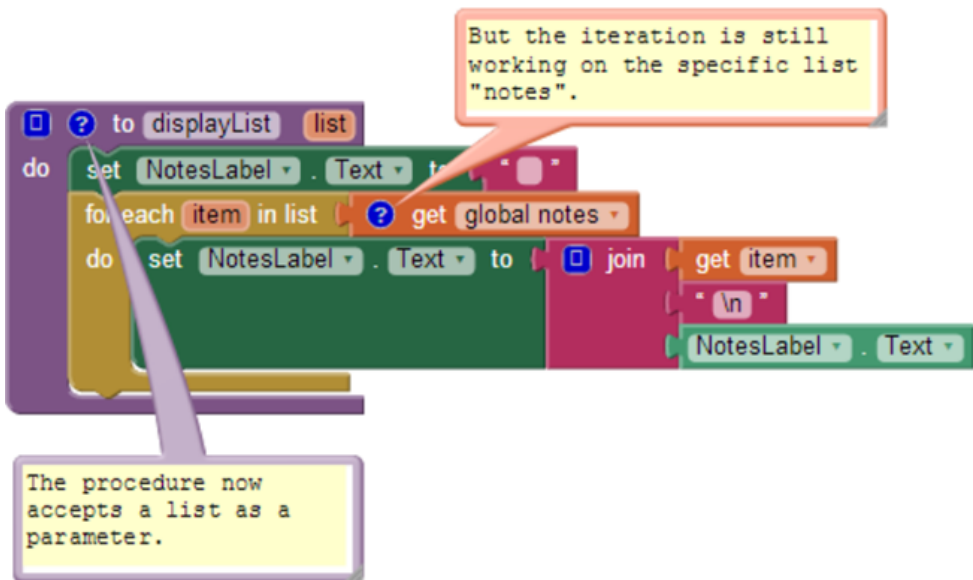 But the iteration is still
working on the specific list
"notes".
? to displayList list
do set NotesLabel . Text to " "
for each item in list ? get global notes
do set NotesLabel . Text to join get item
" \n "
NotesLabel . Text
The procedure now
accepts a list as a
parameter.